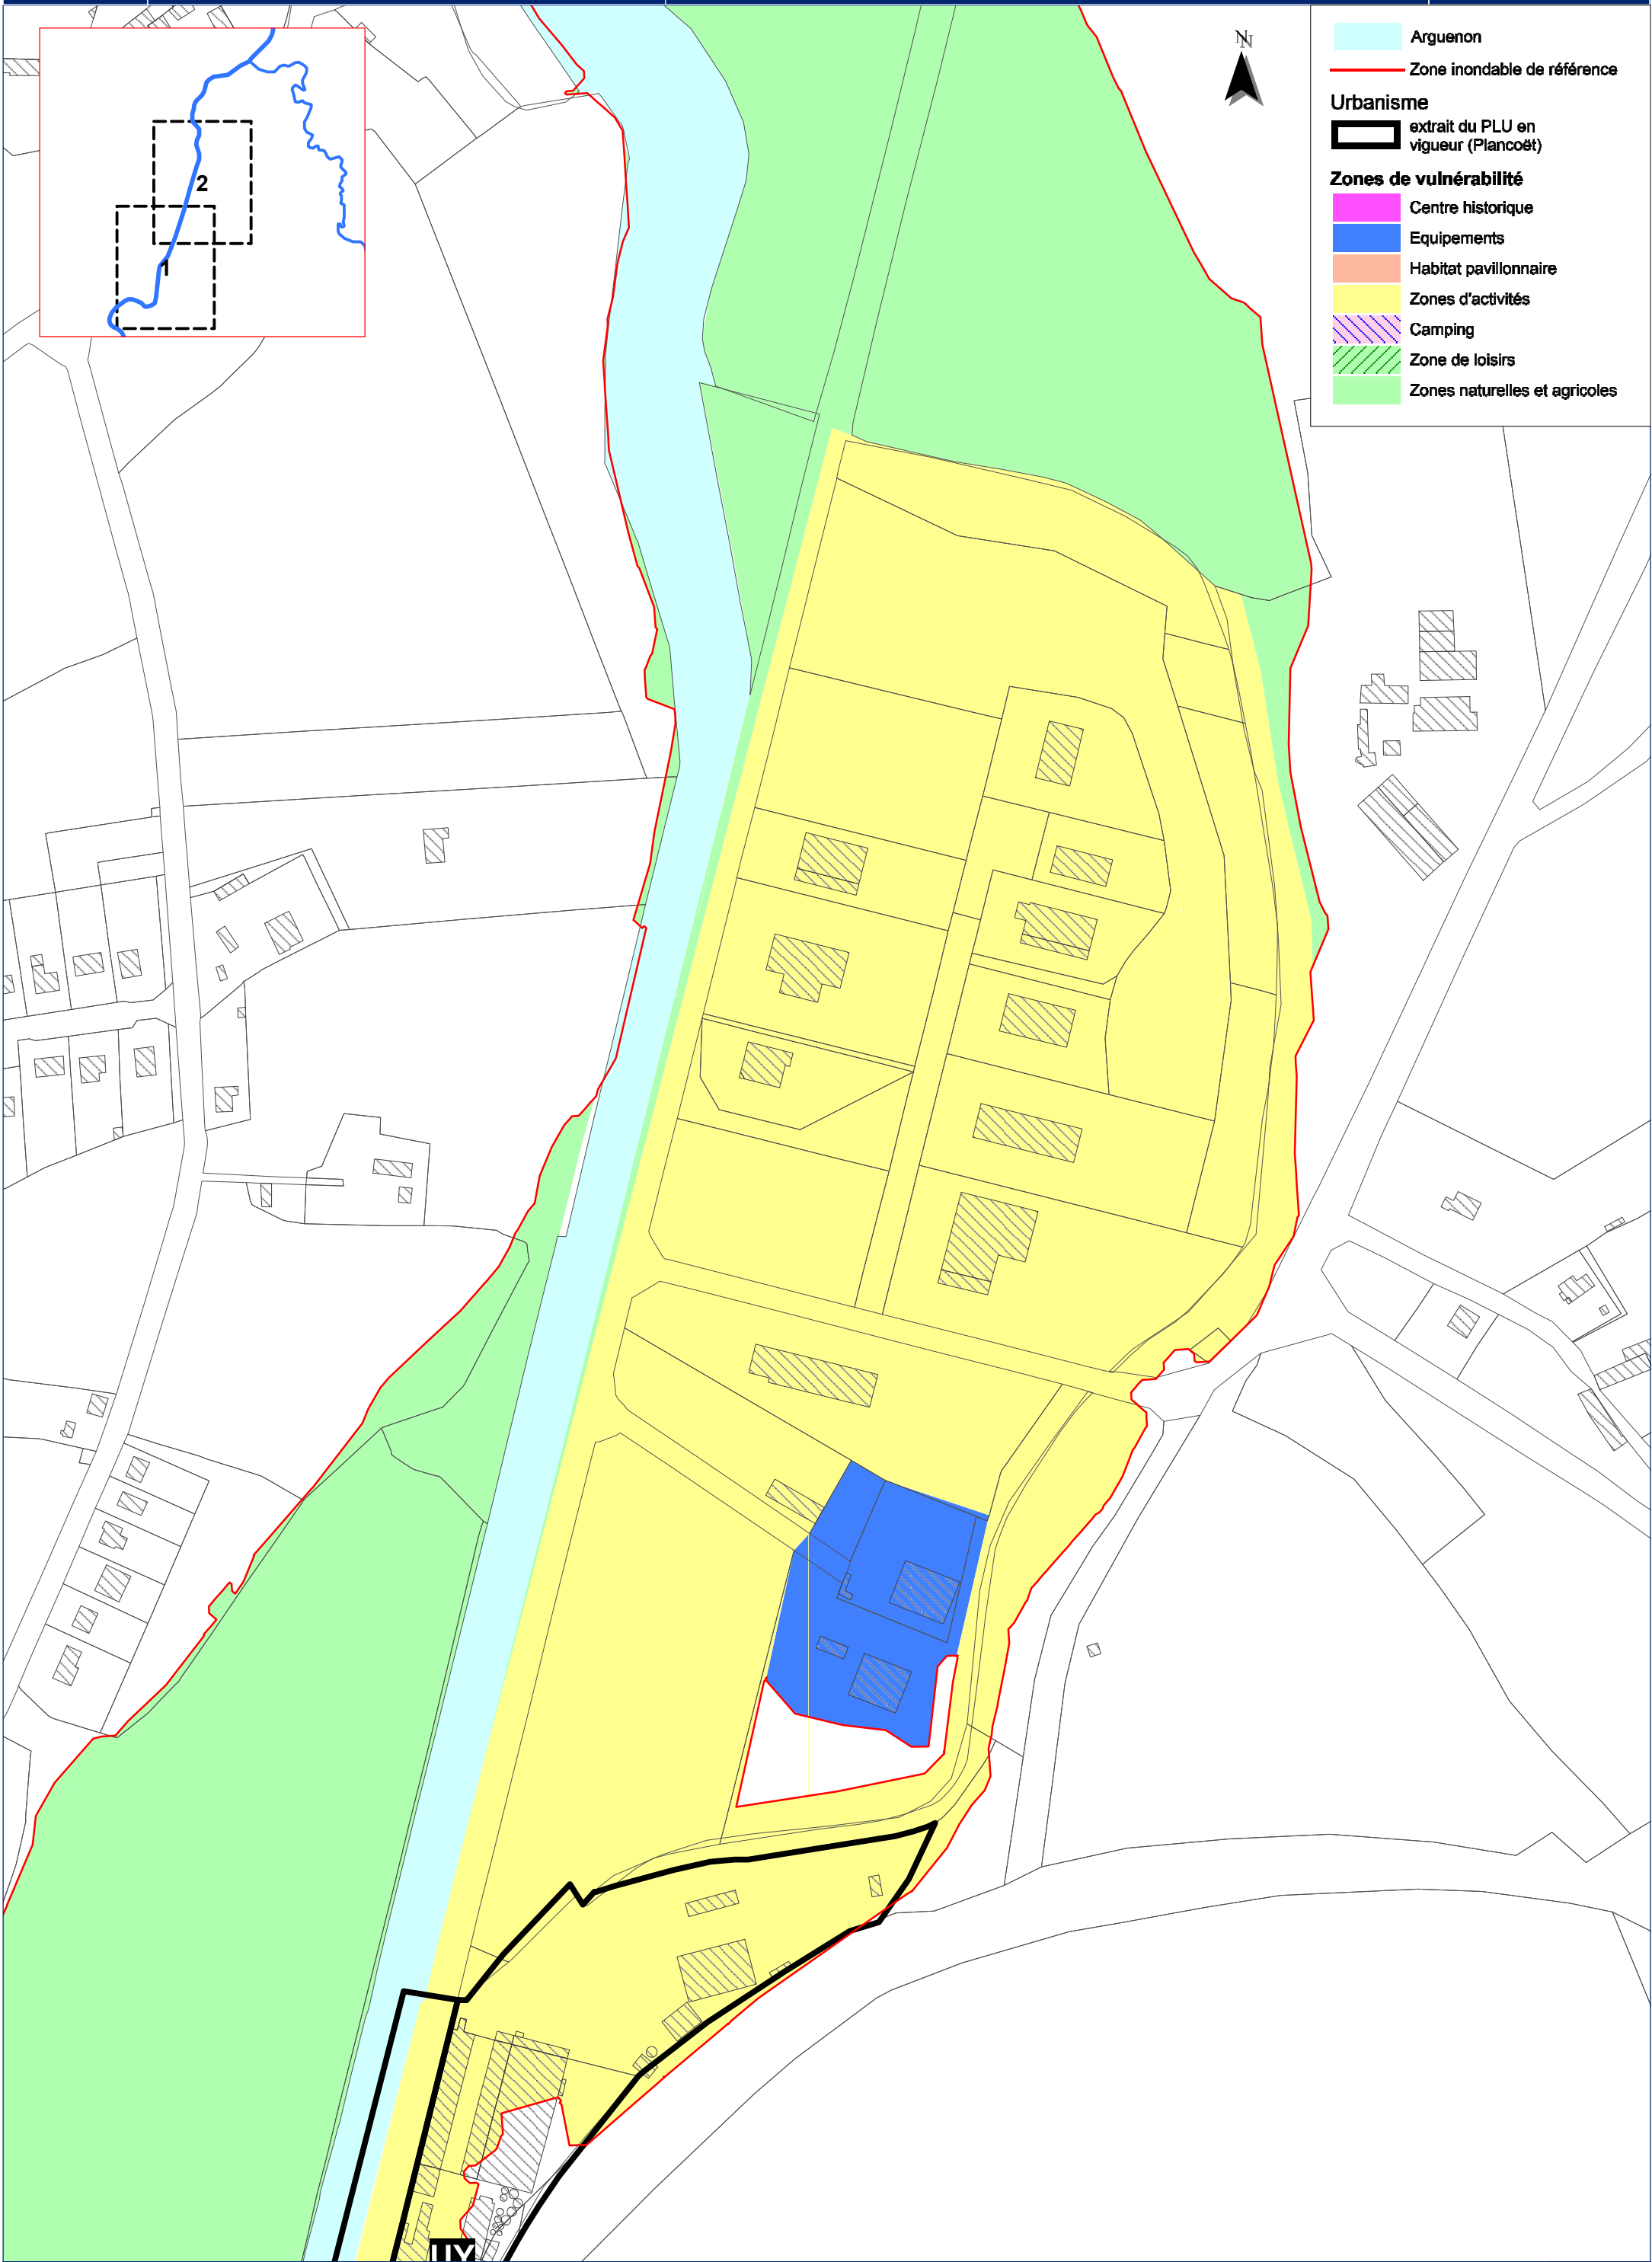 2
1
N
N
Arguenon
Zone inondable de référence
Urbanisme
extrait du PLU en
vigueur (Plancoët)
Zones de vulnérabilité
Centre historique
Equipements
Habitat pavillonnaire
Zones d'activités
Camping
Zone de loisirs
Zones naturelles et agricoles
UY